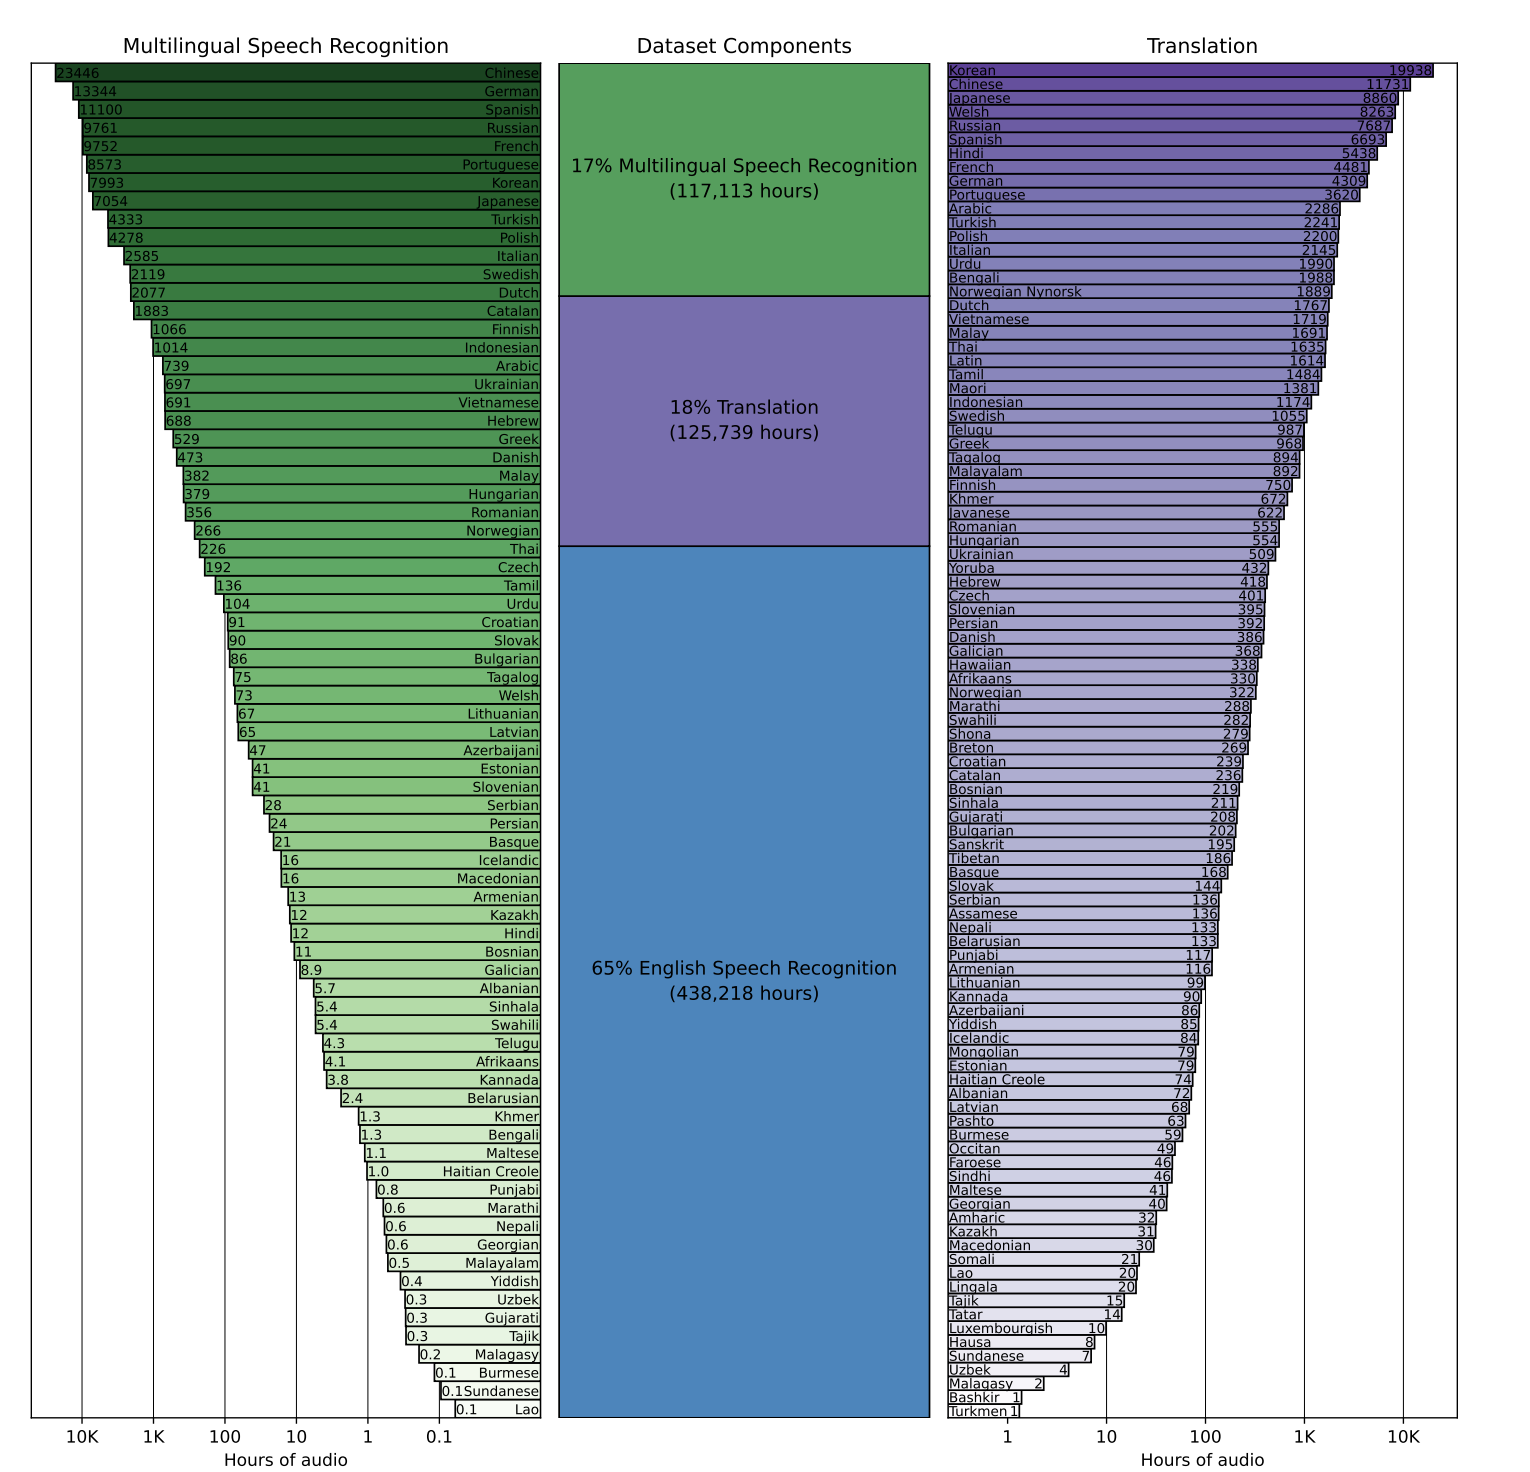 Multilingual Speech Recognition
23446 Chinese
13344 German
11100 Spanish
9761 Russian
9752 French
8573 Portuguese
7993 Korean
7054 Japanese
4333 Turkish
4278 Polish
2585 Italian
2119 Swedish
2077 Dutch
1883 Catalan
1066 Finnish
1014 Indonesian
739 Arabic
697 Ukrainian
691 Vietnamese
688 Hebrew
529 Greek
473 Danish
382 Malay
379 Hungarian
356 Romanian
266 Norwegian
226 Thai
192 Czech
136 Tamil
104 Urdu
91 Croatian
90 Slovak
86 Bulgarian
75 Tagalog
73 Welsh
67 Lithuanian
65 Latvian
47 Azerbaijani
41 Estonian
41 Slovenian
28 Serbian
24 Persian
21 Basque
16 Icelandic
16 Macedonian
13 Armenian
12 Kazakh
12 Hindi
11 Bosnian
8.9 Galician
5.7 Albanian
5.4 Sinhala
5.4 Swahili
4.3 Telugu
4.1 Afrikaans
3.8 Kannada
2.4 Belarusian
1.3 Khmer
1.3 Bengali
1.1 Maltese
1.0 Haitian Creole
0.8 Punjabi
0.6 Marathi
0.6 Nepali
0.6 Georgian
0.5 Malayalam
0.4 Yiddish
0.3 Uzbek
0.3 Gujarati
0.3 Tajik
0.2 Malagasy
0.1 Burmese
0.1 Sundanese
0.1 Lao
10K 1K 100 10 1 0.1
Hours of audio
Dataset Components
17% Multilingual Speech Recognition
(117,113 hours)
18% Translation
(125,739 hours)
65% English Speech Recognition
(438,218 hours)
Translation
Korean 19938
Chinese 11731
Japanese 8860
Welsh 8263
Russian 7687
Spanish 6693
Hindi 5438
French 4481
German 4309
Portuguese 3620
Arabic 2286
Turkish 2241
Polish 2200
Italian 2145
Urdu 1990
Bengali 1988
Norwegian Nynorsk 1889
Dutch 1767
Vietnamese 1719
Malay 1691
Thai 1635
Latin 1614
Tamil 1484
Maori 1381
Indonesian 1174
Swedish 1055
Telugu 987
Greek 968
Tagalog 894
Malayalam 892
Finnish 750
Khmer 672
Javanese 622
Romanian 555
Hungarian 554
Ukrainian 509
Yoruba 432
Hebrew 418
Czech 401
Slovenian 395
Persian 392
Danish 386
Galician 368
Hawaiian 338
Afrikaans 330
Norwegian 322
Marathi 288
Swahili 282
Shona 279
Breton 269
Croatian 239
Catalan 236
Bosnian 219
Sinhala 211
Gujarati 208
Bulgarian 202
Sanskrit 195
Tibetan 186
Basque 168
Slovak 144
Serbian 136
Assamese 136
Nepali 133
Belarusian 133
Punjabi 117
Armenian 116
Lithuanian 99
Kannada 90
Azerbaijani 86
Yiddish 85
Icelandic 84
Mongolian 79
Estonian 79
Haitian Creole 74
Albanian 72
Latvian 68
Pashto 63
Burmese 59
Occitan 49
Faroese 46
Sindhi 46
Maltese 41
Georgian 40
Amharic 32
Kazakh 31
Macedonian 30
Somali 21
Lao 20
Lingala 20
Tajik 15
Tatar 14
Luxembourgish 10
Hausa 8
Sundanese 7
Uzbek 4
Malagasy 2
Bashkir 1
Turkmen 1
1 10 100 1K 10K
Hours of audio